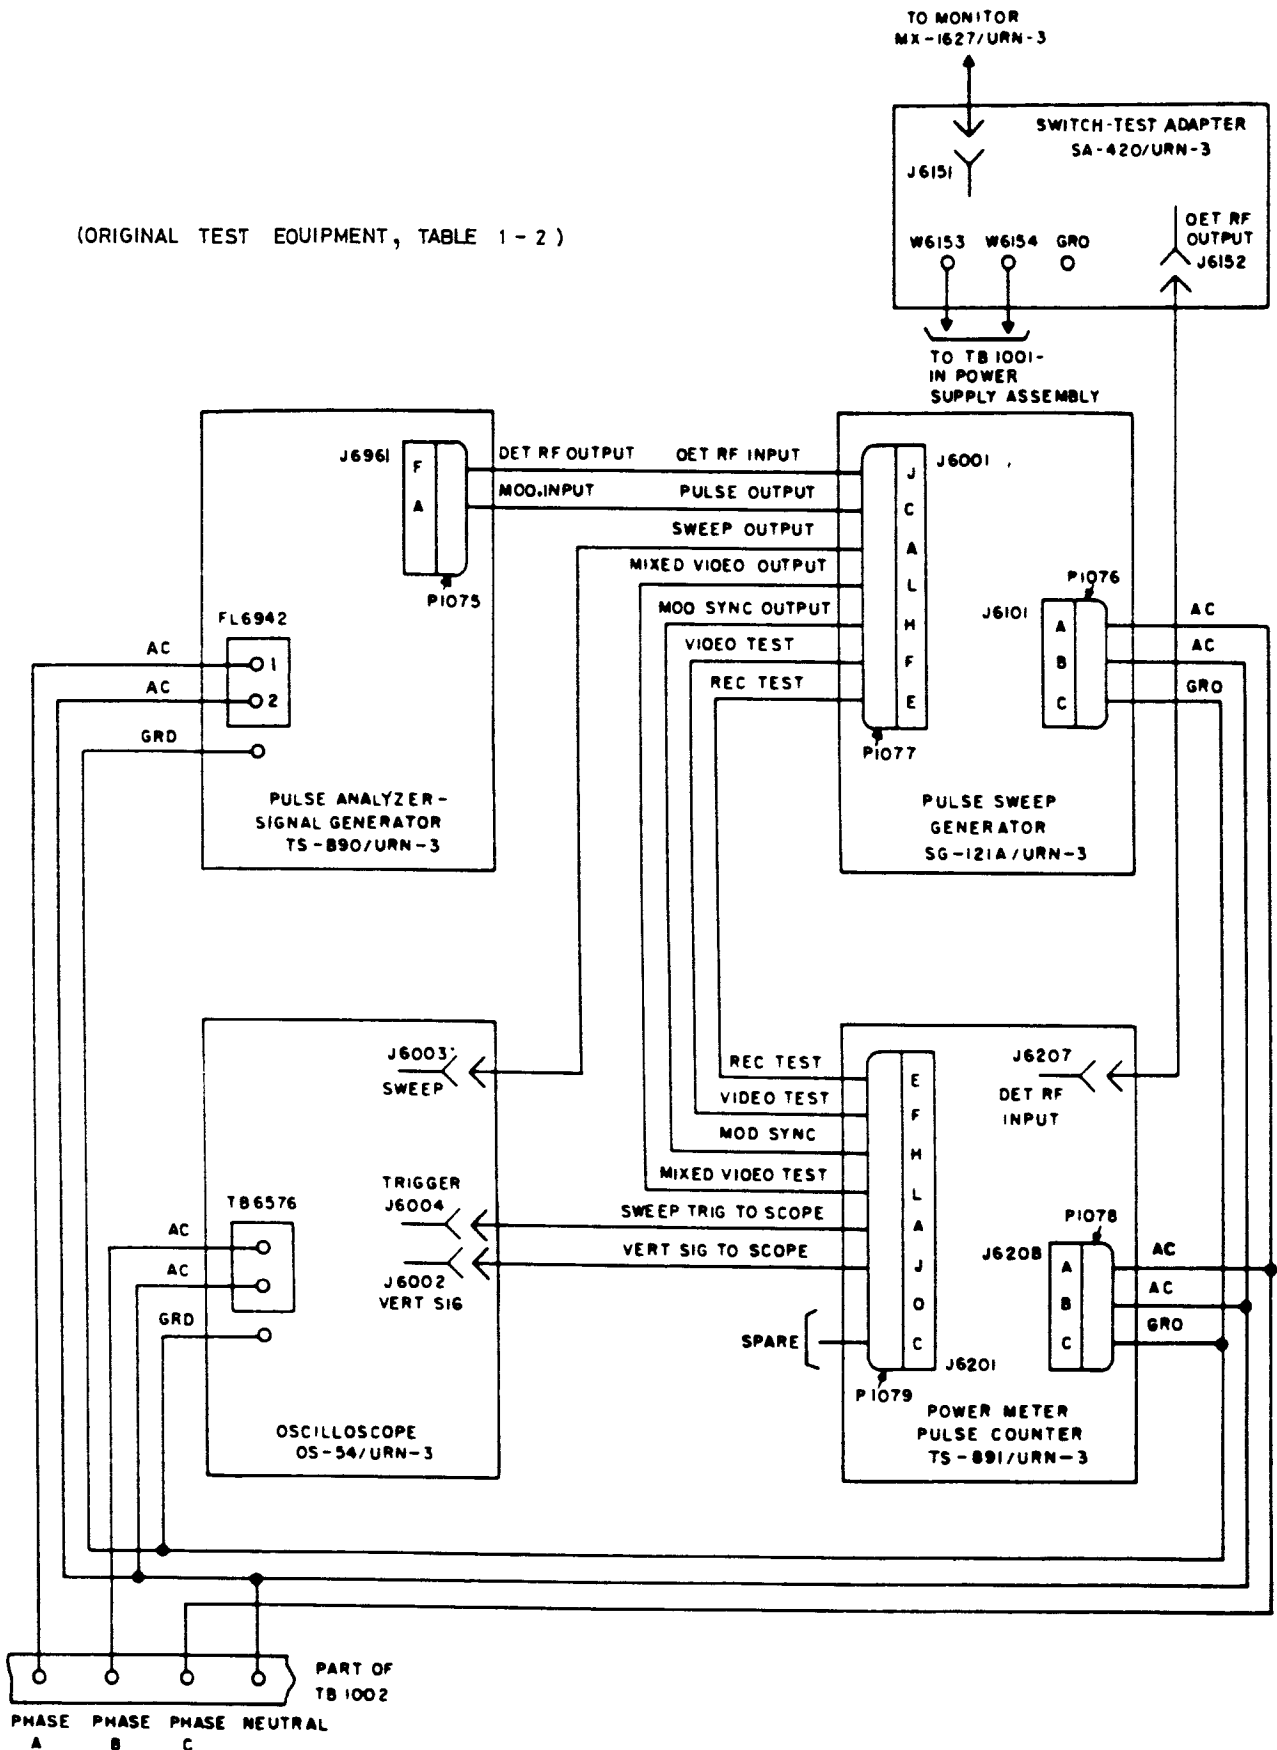 TO MONITOR
MX-1627/URN-3
SWITCH-TEST ADAPTER
SA-420/URN-3
J6151
(ORIGINAL TEST EQUIPMENT, TABLE 1-2)
DET RF
OUTPUT
J6152
W6153
W6154
GRD
TO TB1001-
IN POWER
SUPPLY ASSEMBLY
J6961
F
A
P1075
DET RF OUTPUT
DET RF INPUT
MOD.INPUT
PULSE OUTPUT
SWEEP OUTPUT
MIXED VIDEO OUTPUT
MOD SYNC OUTPUT
VIDEO TEST
REC TEST
J6001
J
C
A
L
H
F
E
P1077
P1076
J6101
A
B
C
AC
AC
GRD
FL6942
AC
1
AC
2
GRD
PULSE ANALYZER-
SIGNAL GENERATOR
TS-890/URN-3
PULSE SWEEP
GENERATOR
SG-121A/URN-3
J6003
SWEEP
TRIGGER
J6004
J6002
VERT SIG
TB6576
AC
AC
GRD
OSCILLOSCOPE
OS-54/URN-3
REC TEST
VIDEO TEST
MOD SYNC
MIXED VIDEO TEST
SWEEP TRIG TO SCOPE
VERT SIG TO SCOPE
SPARE
E
F
H
L
A
J
D
C
J6201
P1079
J6207
DET RF
INPUT
P1078
J6208
A
B
C
AC
AC
GRD
POWER METER
PULSE COUNTER
TS-891/URN-3
PART OF
TB1002
PHASE
A
PHASE
B
PHASE
C
NEUTRAL